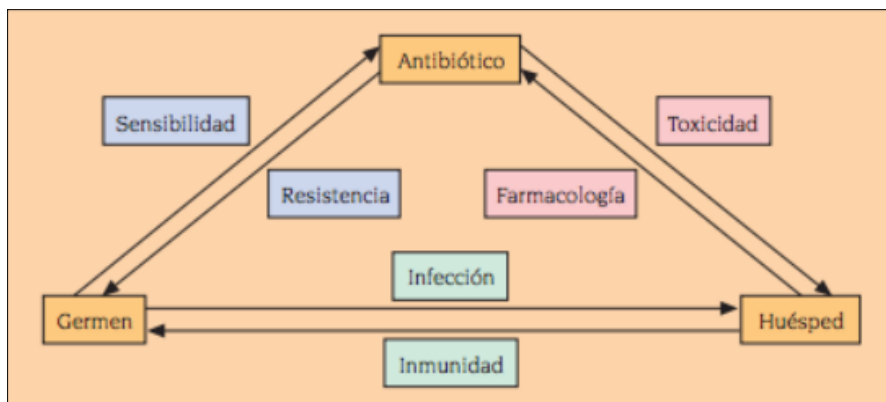 Antibiótico
Sensibilidad
Toxicidad
Resistencia
Farmacología
Infección
Germen
Huésped
Inmunidad